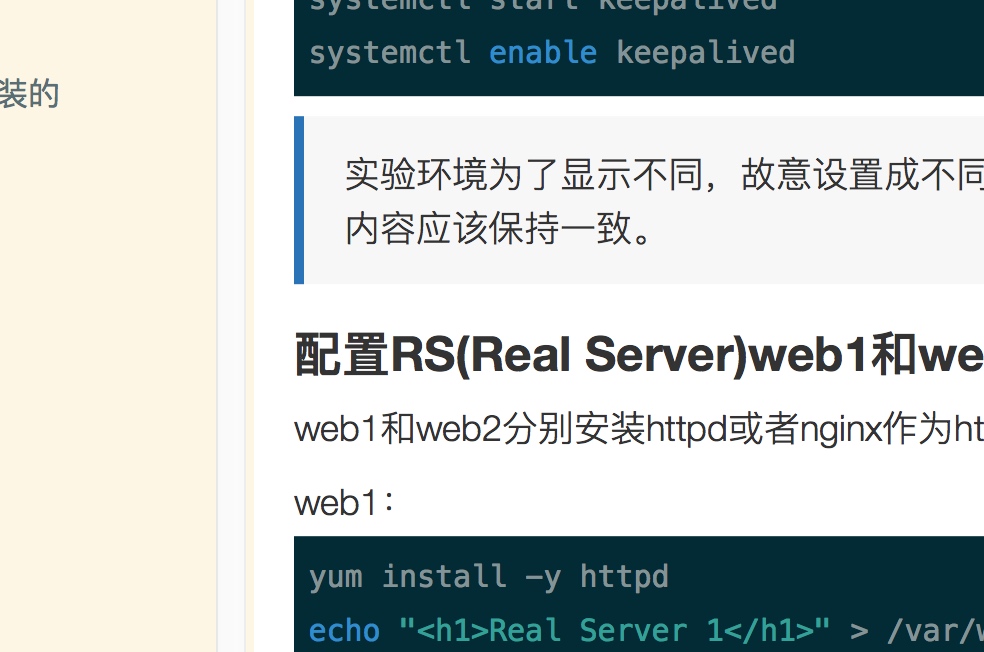 systemctl start keepalived
systemctl enable keepalived
装的
实验环境为了显示不同，故意设置成不同
内容应该保持一致。
配置RS(Real Server)web1和we
web1和web2分别安装httpd或者nginx作为ht
web1：
yum install -y httpd
echo "<h1>Real Server 1</h1>" > /var/w